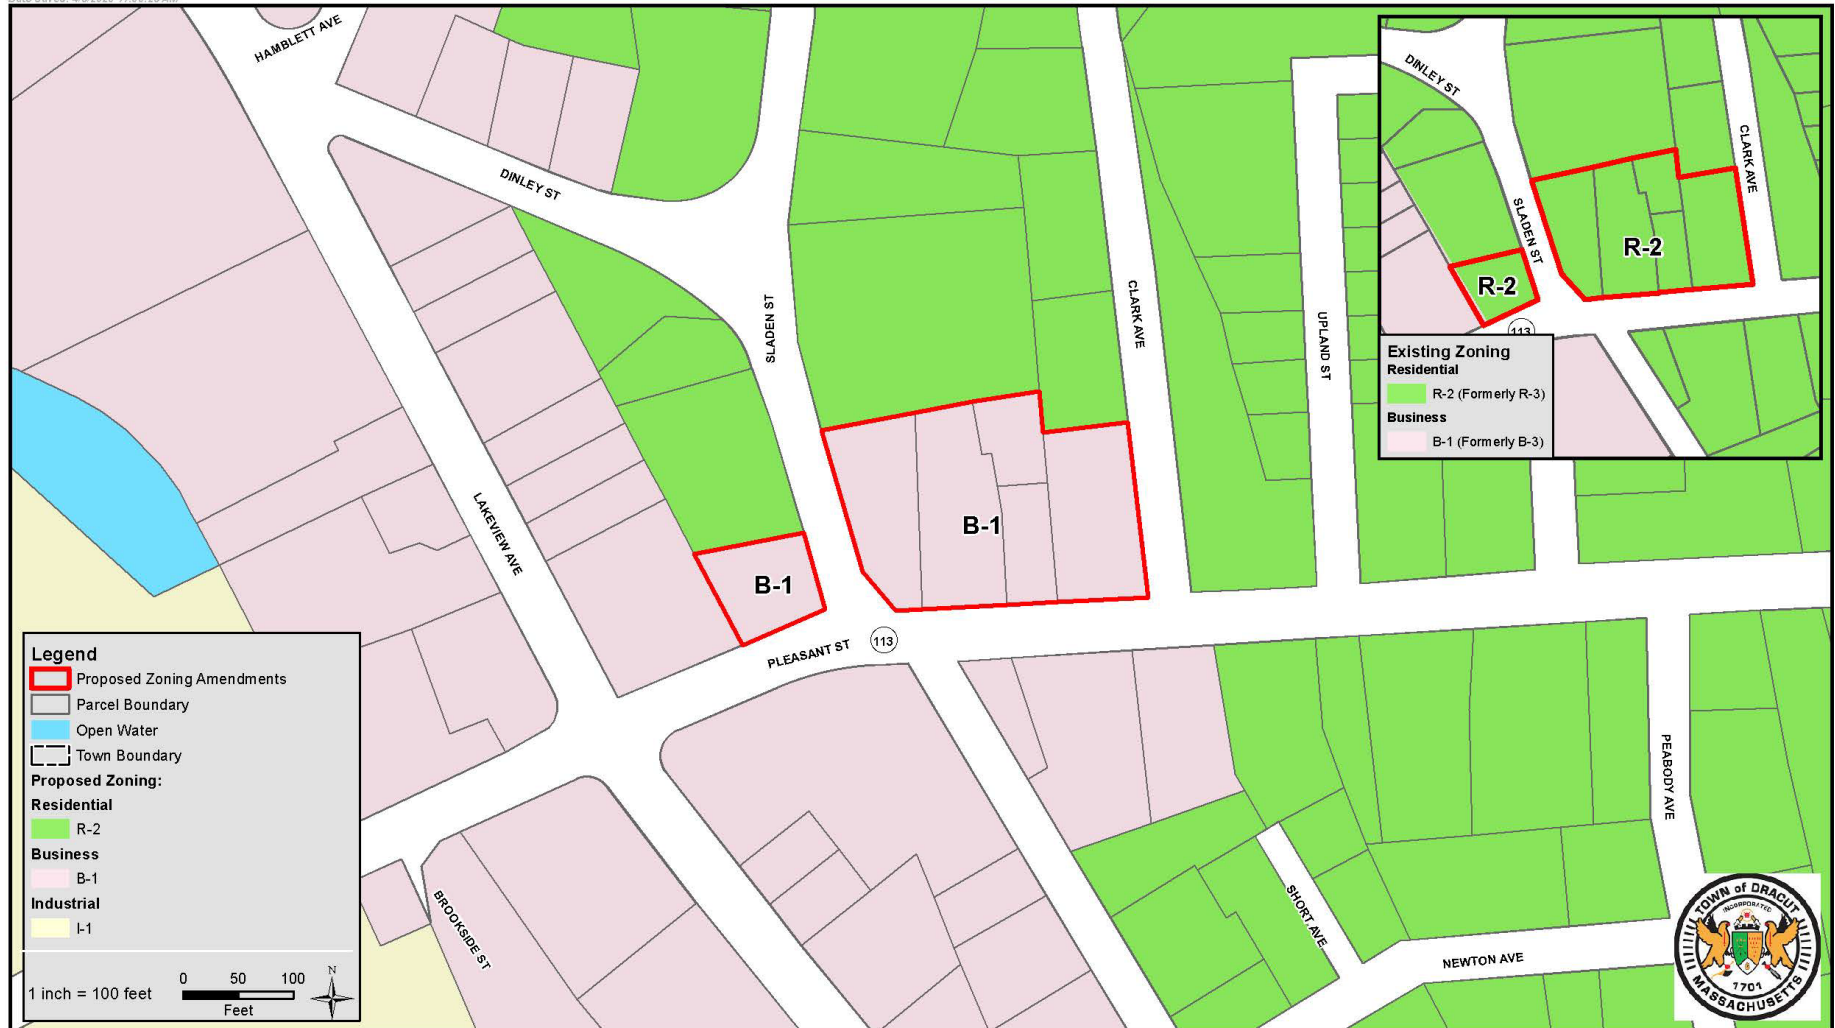 HAMBLETT AVE
DINLEY ST
SLADEN ST
CLARK AVE
UPLAND ST
LAKEVIEW AVE
B-1
B-1
PLEASANT ST
113
PEABODY AVE
BROOKSIDE ST
SHORT AVE
NEWTON AVE
DINLEY ST
CLARK AVE
SLADEN ST
R-2
R-2
113
Existing Zoning
Residential
R-2 (Formerly R-3)
Business
B-1 (Formerly B-3)
Legend
Proposed Zoning Amendments
Parcel Boundary
Open Water
Town Boundary
Proposed Zoning:
Residential
R-2
Business
B-1
Industrial
I-1
1 inch = 100 feet
0 50 100
Feet
N
TOWN of DRACUT
INCORPORATED
1701
MASSACHUSETTS